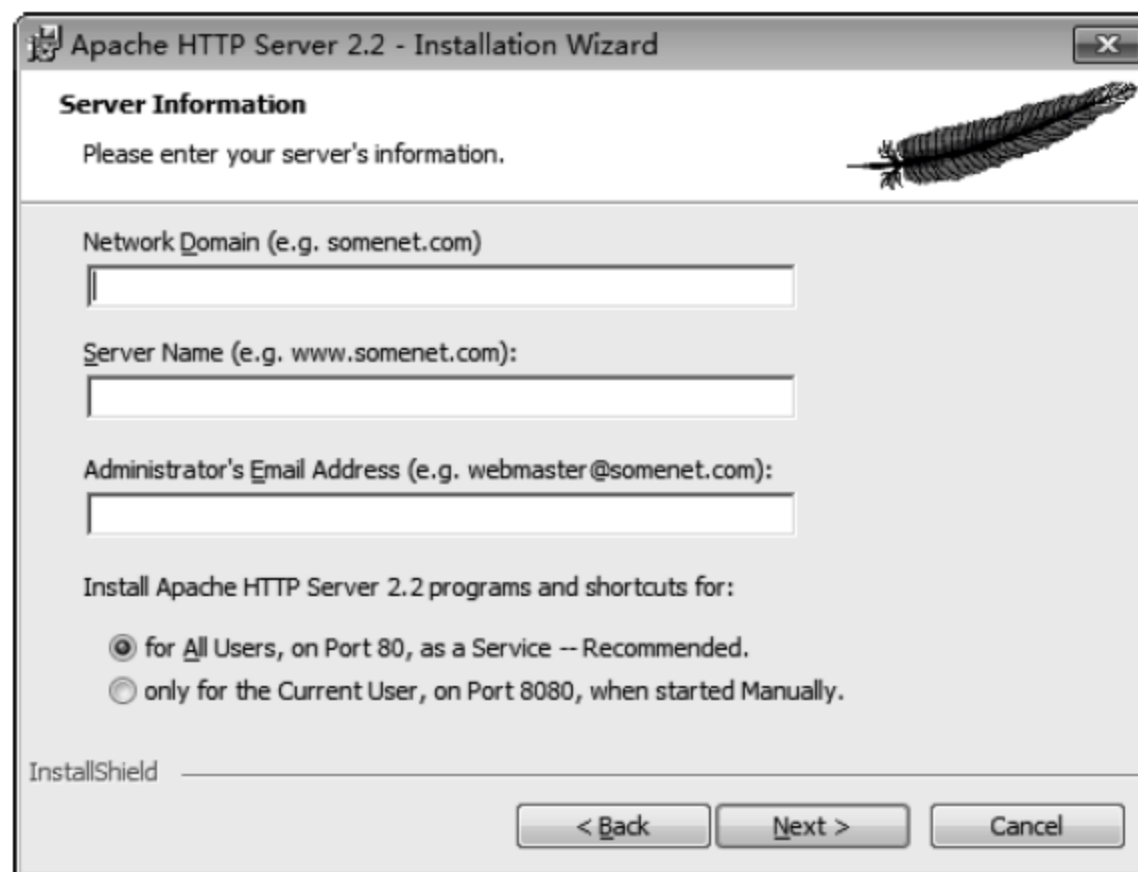 Apache HTTP Server 2.2 - Installation Wizard
Server Information
Please enter your server's information.
Network Domain (e.g. somenet.com)
Server Name (e.g. www.somenet.com):
Administrator's Email Address (e.g. webmaster@somenet.com):
Install Apache HTTP Server 2.2 programs and shortcuts for:
for All Users, on Port 80, as a Service -- Recommended.
only for the Current User, on Port 8080, when started Manually.
InstallShield
< Back Next > Cancel